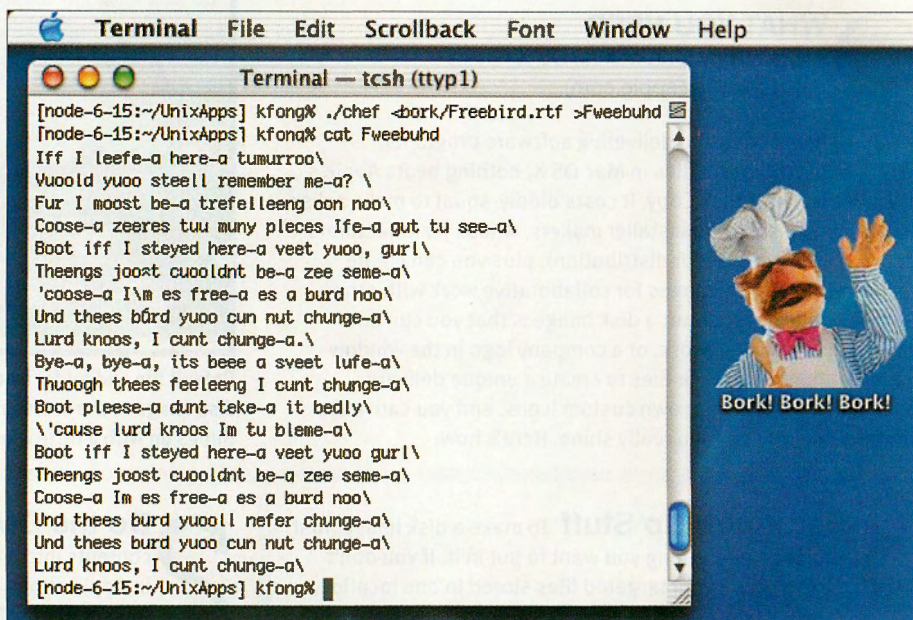 Terminal File Edit Scrollback Font Window Help
Terminal — tcsh (ttyp1)
[node-6-15:~/UnixApps] kfong% ./chef <bork/Freebird.rtf >Fweebuhd
[node-6-15:~/UnixApps] kfong% cat Fweebuhd
Iff I leefe-a here-a tumurroo\
Vuoold yuoo steell remember me-a? \
Fur I moost be-a trefelleeng oon noo\
Coose-a zeeres tuu muny pleces Ife-a gut tu see-a\
Boot iff I steyed here-a veet yuoo gurl\
Theengs joost cuooldnt be-a zee seme-a\
'coose-a I\m es free-a es a burd noo\
Und thees burd yuoo cun nut chunge-a\
Lurd knoos, I cunt chunge-a.\
Bye-a, bye-a, its beee a sveet lufe-a\
Thuoogh thees feeleeng I cunt chunge-a\
Boot pleese-a dunt teke-a it bedly\
\'cause lurd knoos Im tu bleme-a\
Boot iff I steyed here-a veet yuoo gurl\
Theengs joost cuooldnt be-a zee seme-a\
Coose-a Im es free-a es a burd noo\
Und thees burd yuooll nefer chunge-a\
Und thees burd yuoo cun nut chunge-a\
Lurd knoos, I cunt chunge-a\
[node-6-15:~/UnixApps] kfong%
Bork! Bork! Bork!